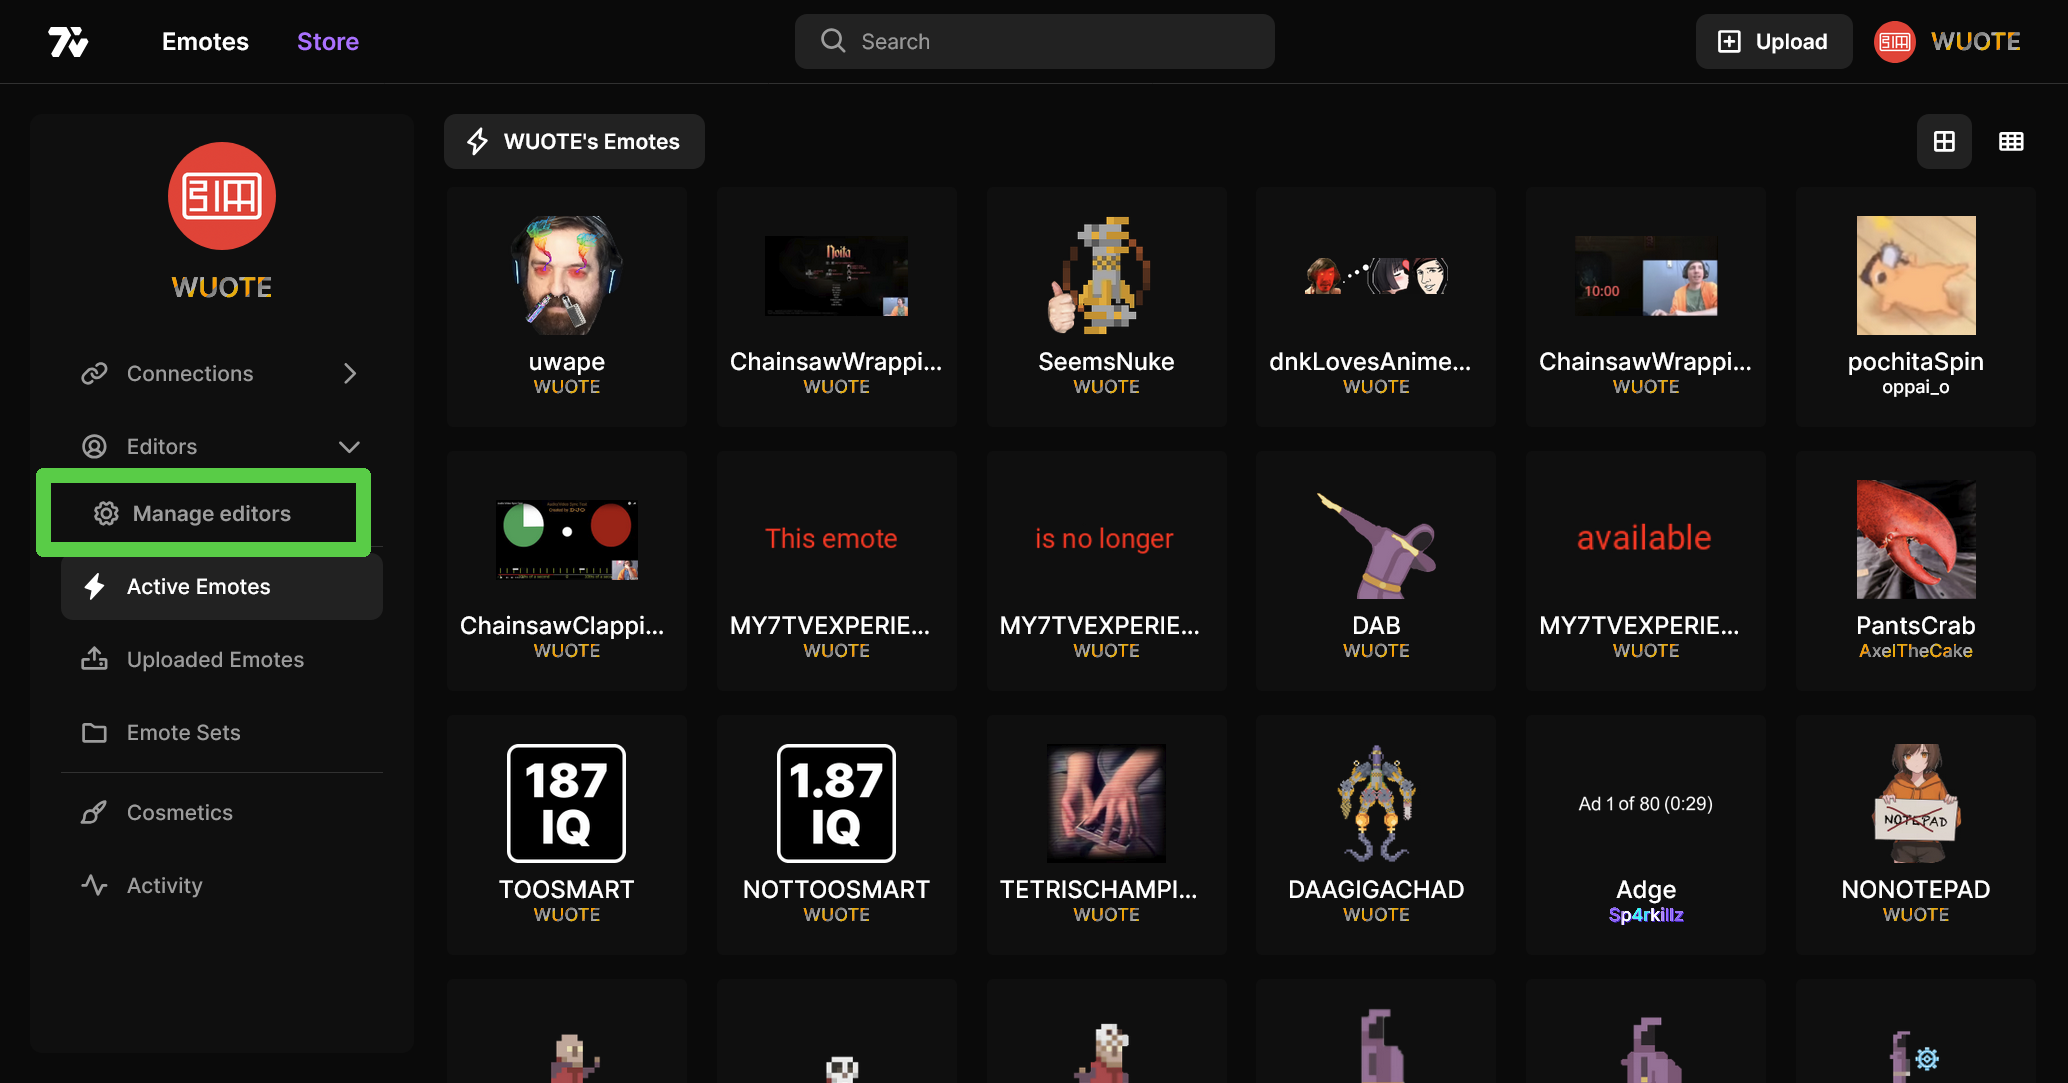 Emotes
Store
Search
Upload
WUOTE
WUOTE
Connections
Editors
Manage editors
Active Emotes
Uploaded Emotes
Emote Sets
Cosmetics
Activity
WUOTE's Emotes
uwape
WUOTE
Noita
ChainsawWrappi...
WUOTE
SeemsNuke
WUOTE
dnkLovesAnime...
WUOTE
10:00
ChainsawWrappi...
WUOTE
pochitaSpin
oppai_o
ChainsawClappi...
WUOTE
This emote
MY7TVEXPERIE...
WUOTE
is no longer
MY7TVEXPERIE...
WUOTE
DAB
WUOTE
available
MY7TVEXPERIE...
WUOTE
PantsCrab
AxelTheCake
187
IQ
TOOSMART
WUOTE
1.87
IQ
NOTTOOSMART
WUOTE
TETRISCHAMPI...
WUOTE
DAAGIGACHAD
WUOTE
Ad 1 of 80 (0:29)
Adge
Sp4rkillz
NOTEPAD
NONOTEPAD
WUOTE